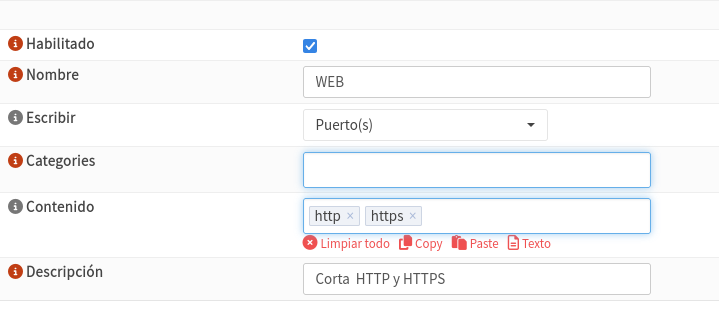 Habilitado
Nombre WEB
Escribir Puerto(s)
Categories
Contenido http × https ×
Limpiar todo Copy Paste Texto
Descripción Corta HTTP y HTTPS